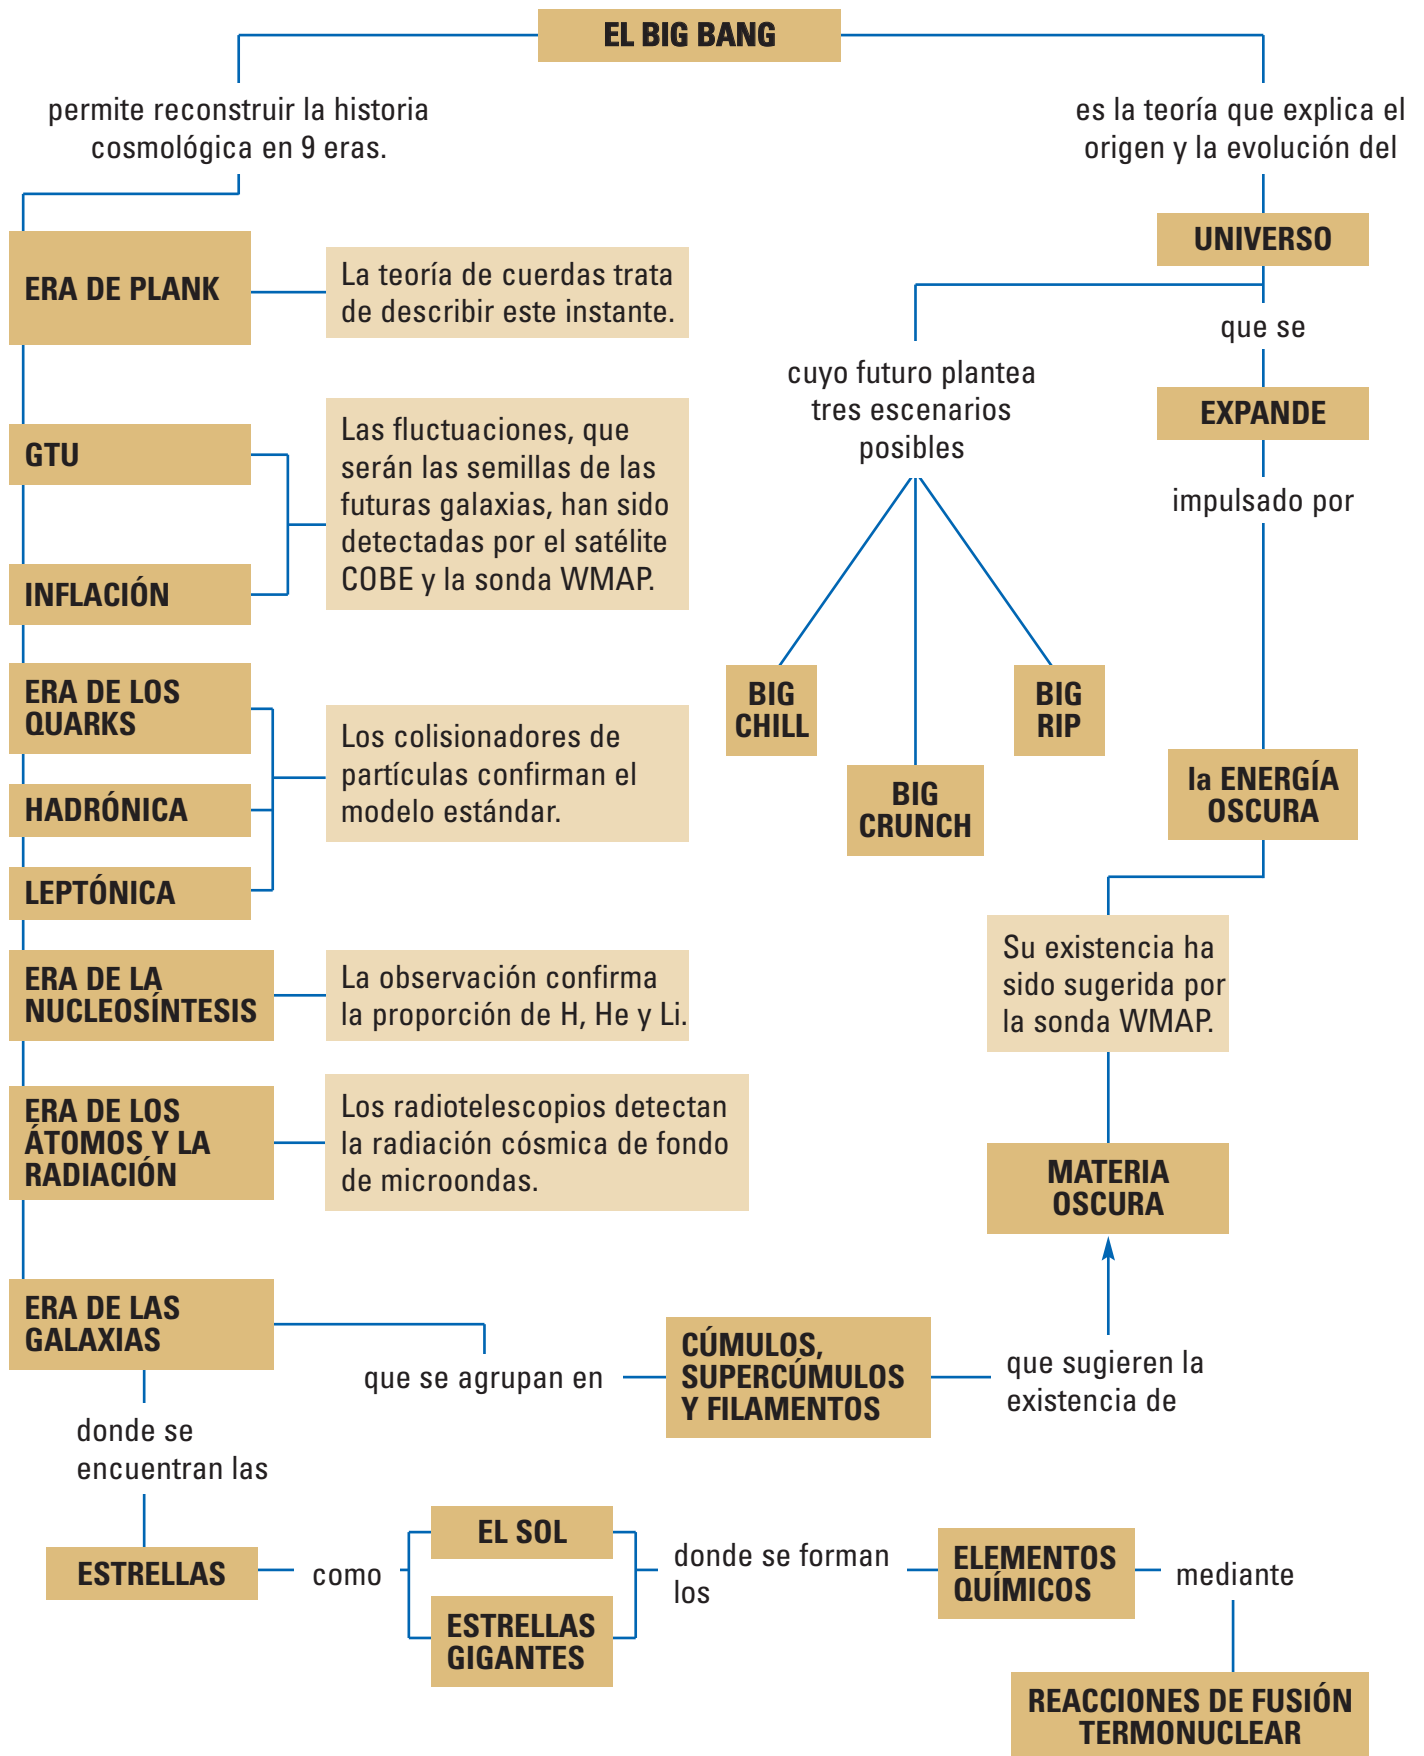 EL BIG BANG
permite reconstruir la historia
cosmológica en 9 eras.
es la teoría que explica el
origen y la evolución del
UNIVERSO
ERA DE PLANK
La teoría de cuerdas trata
de describir este instante.
que se
cuyo futuro plantea
tres escenarios
posibles
EXPANDE
GTU
Las fluctuaciones, que
serán las semillas de las
futuras galaxias, han sido
detectadas por el satélite
COBE y la sonda WMAP.
impulsado por
INFLACIÓN
ERA DE LOS
QUARKS
BIG
CHILL
BIG
RIP
Los colisionadores de
partículas confirman el
modelo estándar.
HADRÓNICA
BIG
CRUNCH
la ENERGÍA
OSCURA
LEPTÓNICA
Su existencia ha
sido sugerida por
la sonda WMAP.
ERA DE LA
NUCLEOSÍNTESIS
La observación confirma
la proporción de H, He y Li.
ERA DE LOS
ÁTOMOS Y LA
RADIACIÓN
Los radiotelescopios detectan
la radiación cósmica de fondo
de microondas.
MATERIA
OSCURA
ERA DE LAS
GALAXIAS
que se agrupan en
CÚMULOS,
SUPERCÚMULOS
Y FILAMENTOS
que sugieren la
existencia de
donde se
encuentran las
ESTRELLAS
como
EL SOL
ESTRELLAS
GIGANTES
donde se forman
los
ELEMENTOS
QUÍMICOS
mediante
REACCIONES DE FUSIÓN
TERMONUCLEAR